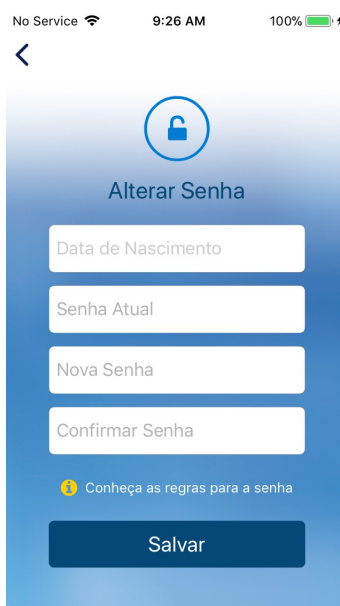 No Service 9:26 AM 100%
Alterar Senha
Data de Nascimento
Senha Atual
Nova Senha
Confirmar Senha
Conheça as regras para a senha
Salvar